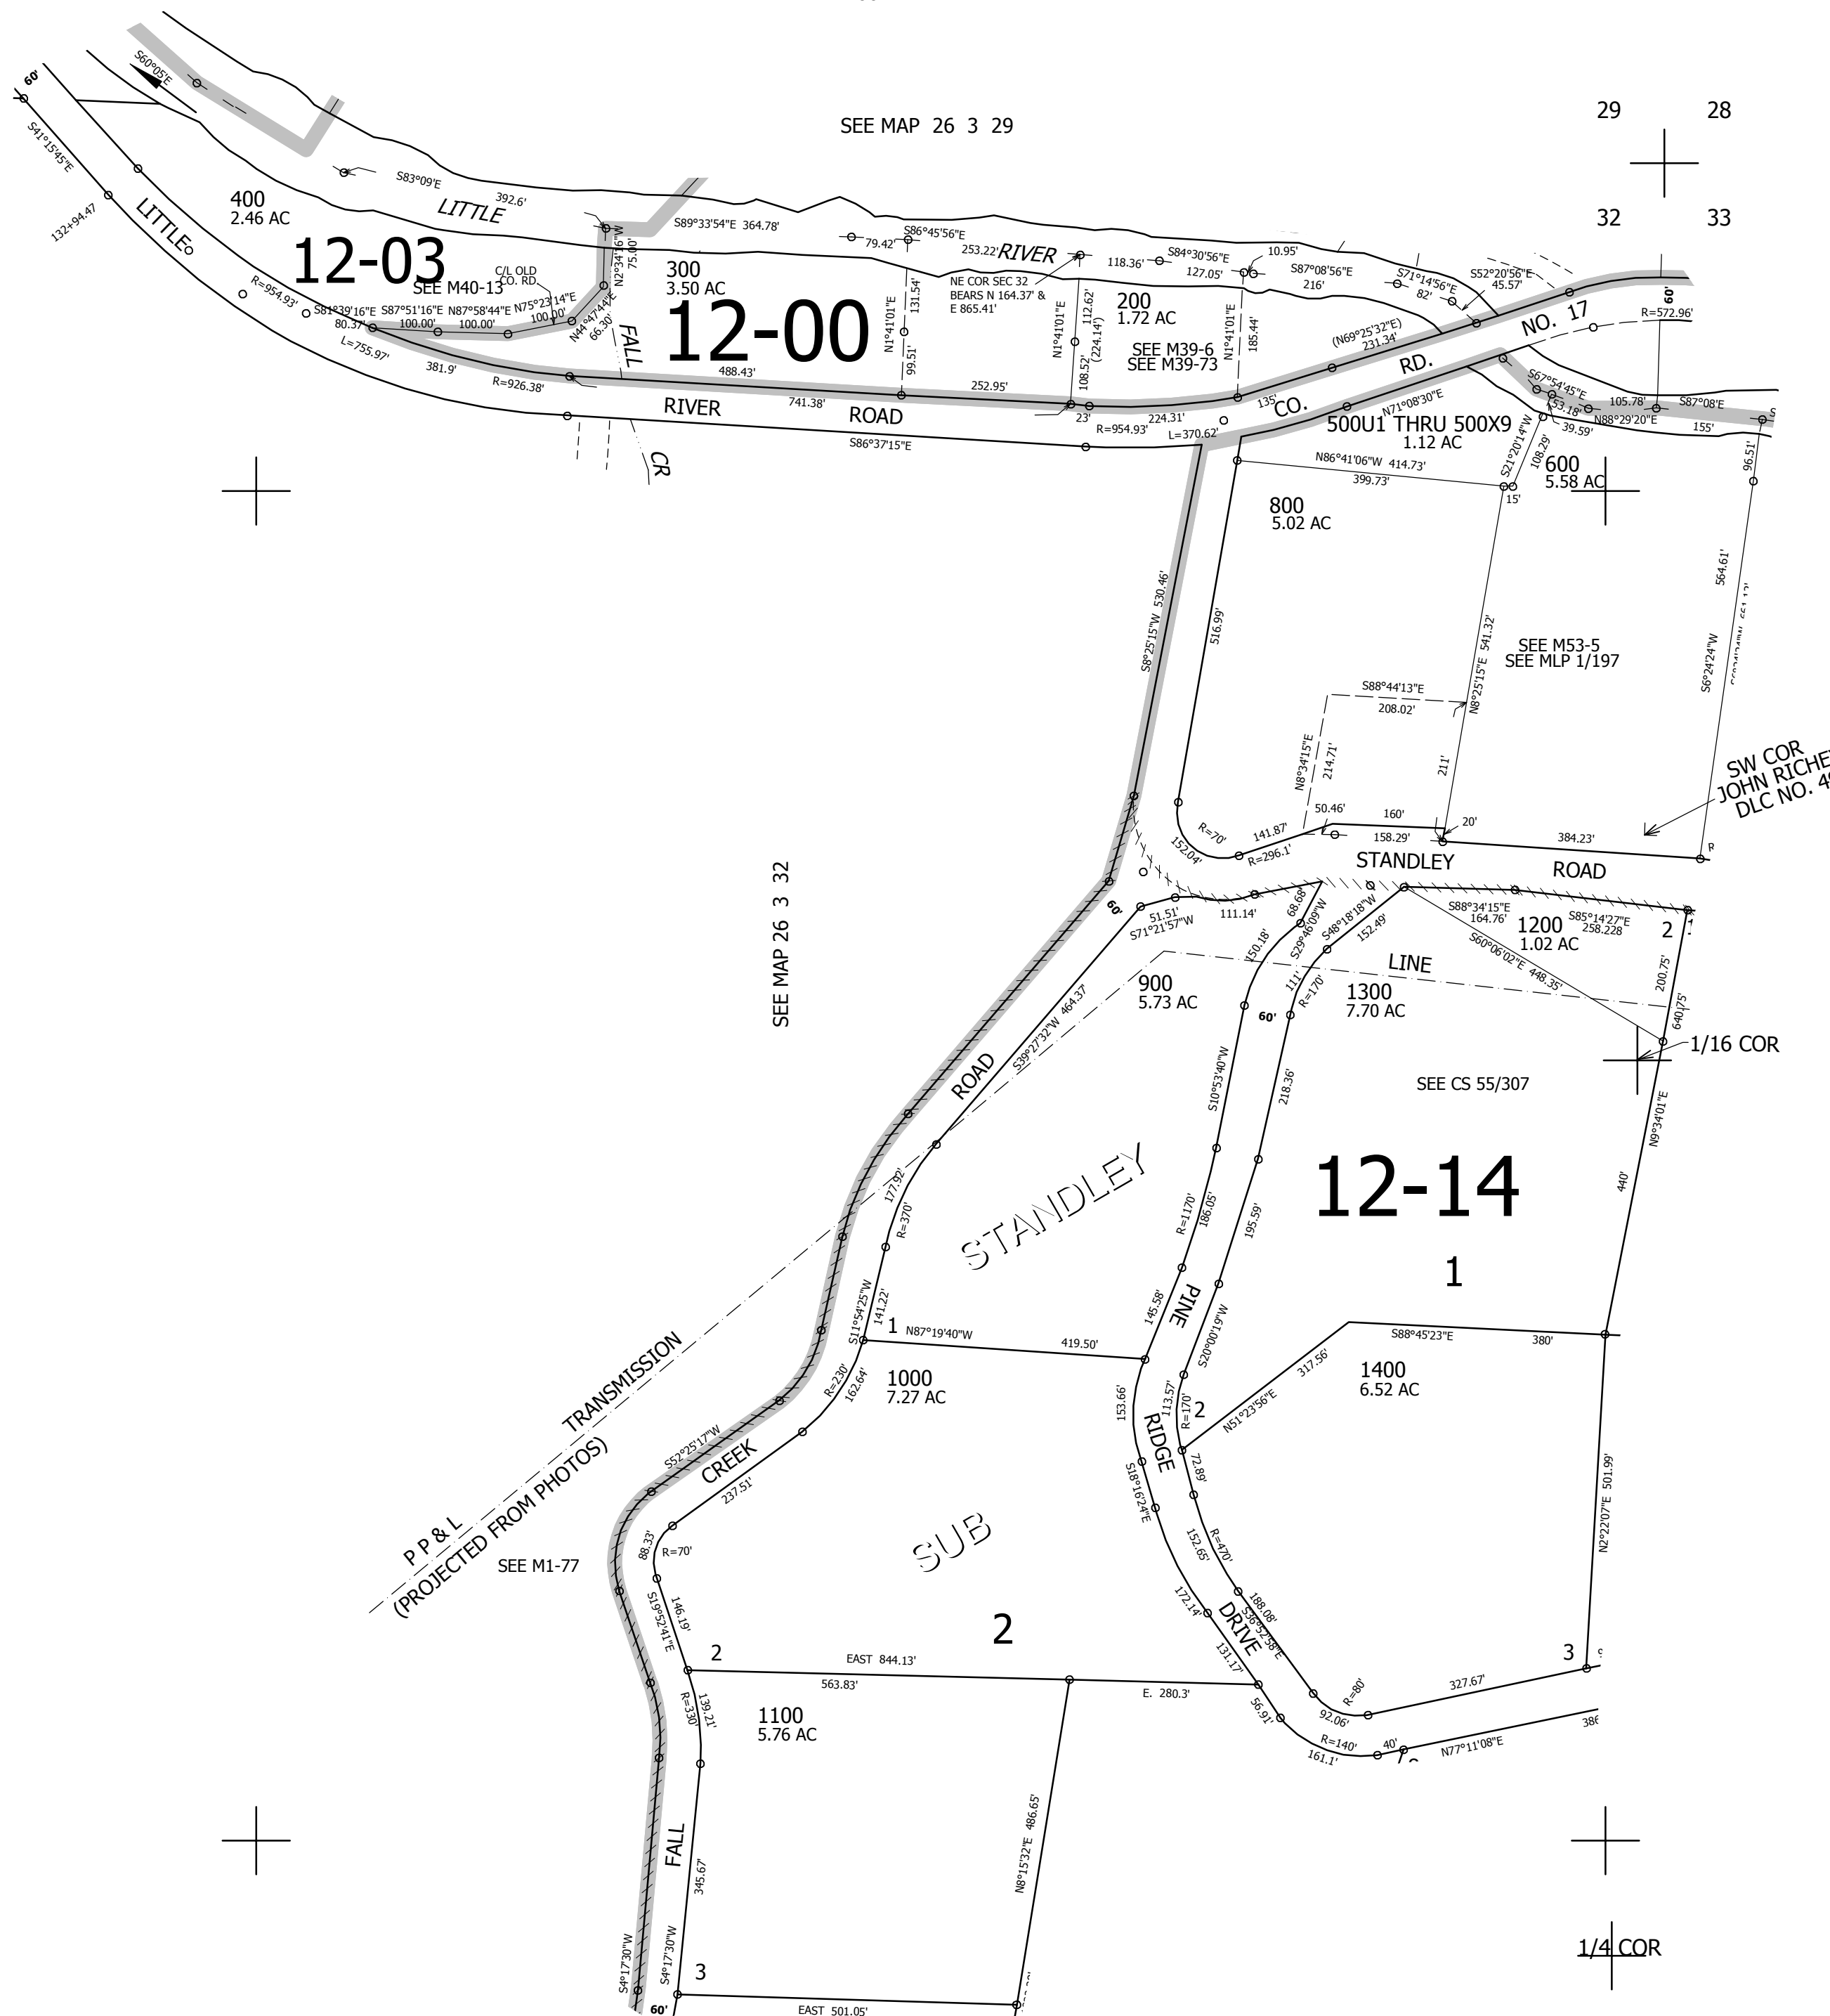 29
28
SEE MAP 26 3 29
32
33
60'
S60°05'E
S41°15'45"E
132+94.47
400
2.46 AC
LITTLE
12-03
SEE M40-13
S83°09'E
392.6'
LITTLE
C/L OLD
CO. RD.
N2°34'16"W
75.00'
S89°33'54"E 364.78'
79.42'
S86°45'56"E
253.22'
RIVER
118.36'
S84°30'56"E
127.05'
10.95'
S87°08'56"E
216'
S71°14'56"E
82'
S52°20'56"E
45.57'
R=954.93'
S81°39'16"E
80.37'
S87°51'16"E
100.00'
N87°58'44"E
100.00'
N75°23'14"E
100.00'
N44°47'44"E
66.30'
300
3.50 AC
12-00
FALL
CR
N1°41'01"E
131.54'
99.51'
NE COR SEC 32
BEARS N 164.37' &
E 865.41'
N1°41'01"E
112.62'
(224.14')
108.52'
200
1.72 AC
SEE M39-6
SEE M39-73
N1°41'01"E
185.44'
(N69°25'32"E)
231.34'
NO. 17
RD.
CO.
60'
R=572.96'
L=755.97'
381.9'
R=926.38'
488.43'
741.38'
252.95'
RIVER
ROAD
S86°37'15"E
23'
224.31'
R=954.93'
L=370.62'
135'
N71°08'30"E
S67°54'45"E
53.18'
39.59'
105.78'
N88°29'20"E
S87°08'E
155'
S
500U1 THRU 500X9
1.12 AC
N86°41'06"W 414.73'
399.73'
S21°20'14"W
108.29'
15'
600
5.58 AC
96.51'
800
5.02 AC
S8°25'15"W 530.46'
516.99'
564.61'
S6°24'24"W
SEE M53-5
SEE MLP 1/197
N8°25'15"E 541.32'
211'
S88°44'13"E
208.02'
N8°34'15"E
214.71'
SW COR
JOHN RICHE
DLC NO. 4
50.46'
160'
158.29'
20'
384.23'
R
141.87'
R=296.1'
R=70'
152.04'
STANDLEY
ROAD
SEE MAP 26 3 32
60'
51.51'
S71°21'57"W
111.14'
68.68'
S29°46'09"W
S48°18'18"W
152.49'
S88°34'15"E
164.76'
S85°14'27"E
258.228
1200
1.02 AC
2
200.75'
640.75'
S60°06'02"E 448.35'
LINE
150.18'
111'
R=170'
900
5.73 AC
1300
7.70 AC
60'
1/16 COR
SEE CS 55/307
S39°27'32"W 464.37'
ROAD
S10°53'40"W
218.36'
N9°34'01"E
440'
12-14
1
STANDLEY
177.92'
R=370'
R=1170'
186.05'
195.59'
S11°54'25"W
141.22'
1
N87°19'40"W
419.50'
145.58'
PINE
S20°00'19"W
S88°45'23"E
380'
1000
7.27 AC
R=230'
162.64'
1400
6.52 AC
317.56'
N51°23'56"E
153.66'
113.57'
R=170'
2
RIDGE
TRANSMISSION
P P & L
(PROJECTED FROM PHOTOS)
SEE M1-77
S52°25'17"W
CREEK
237.51'
S18°16'24"E
72.89'
152.65'
R=470'
N2°22'07"E 501.99'
88.33'
R=70'
SUB
2
172.14'
DRIVE
188.08'
S36°52'58"E
S19°52'41"E
146.19'
2
EAST 844.13'
563.83'
E. 280.3'
131.17'
56.91'
3
327.67'
R=80'
92.06'
R=330'
139.21'
1100
5.76 AC
R=140'
161.1'
40'
N77°11'08"E
386
N8°15'32"E 486.65'
FALL
345.67'
S4°17'30"W
S4°17'30"W
3
1/4 COR
60'
EAST 501.05'